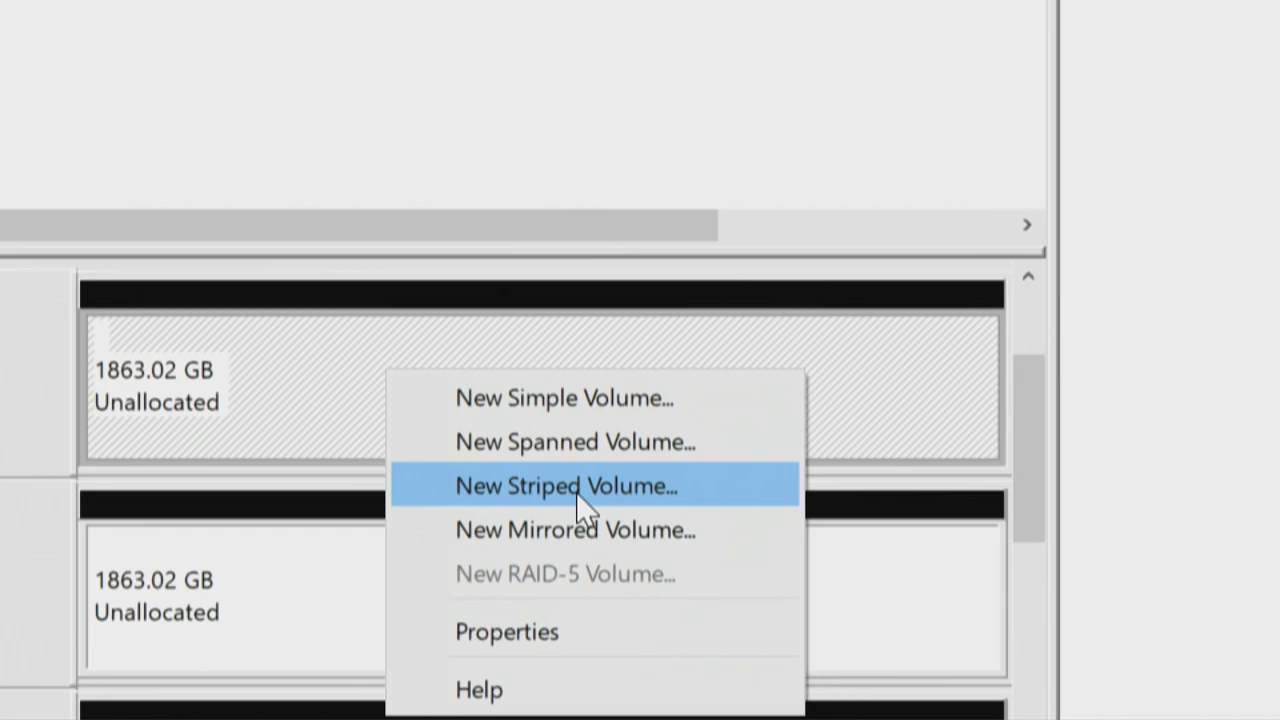 1863.02 GB
Unallocated
New Simple Volume...
New Spanned Volume...
New Striped Volume...
New Mirrored Volume...
New RAID-5 Volume...
1863.02 GB
Unallocated
Properties
Help